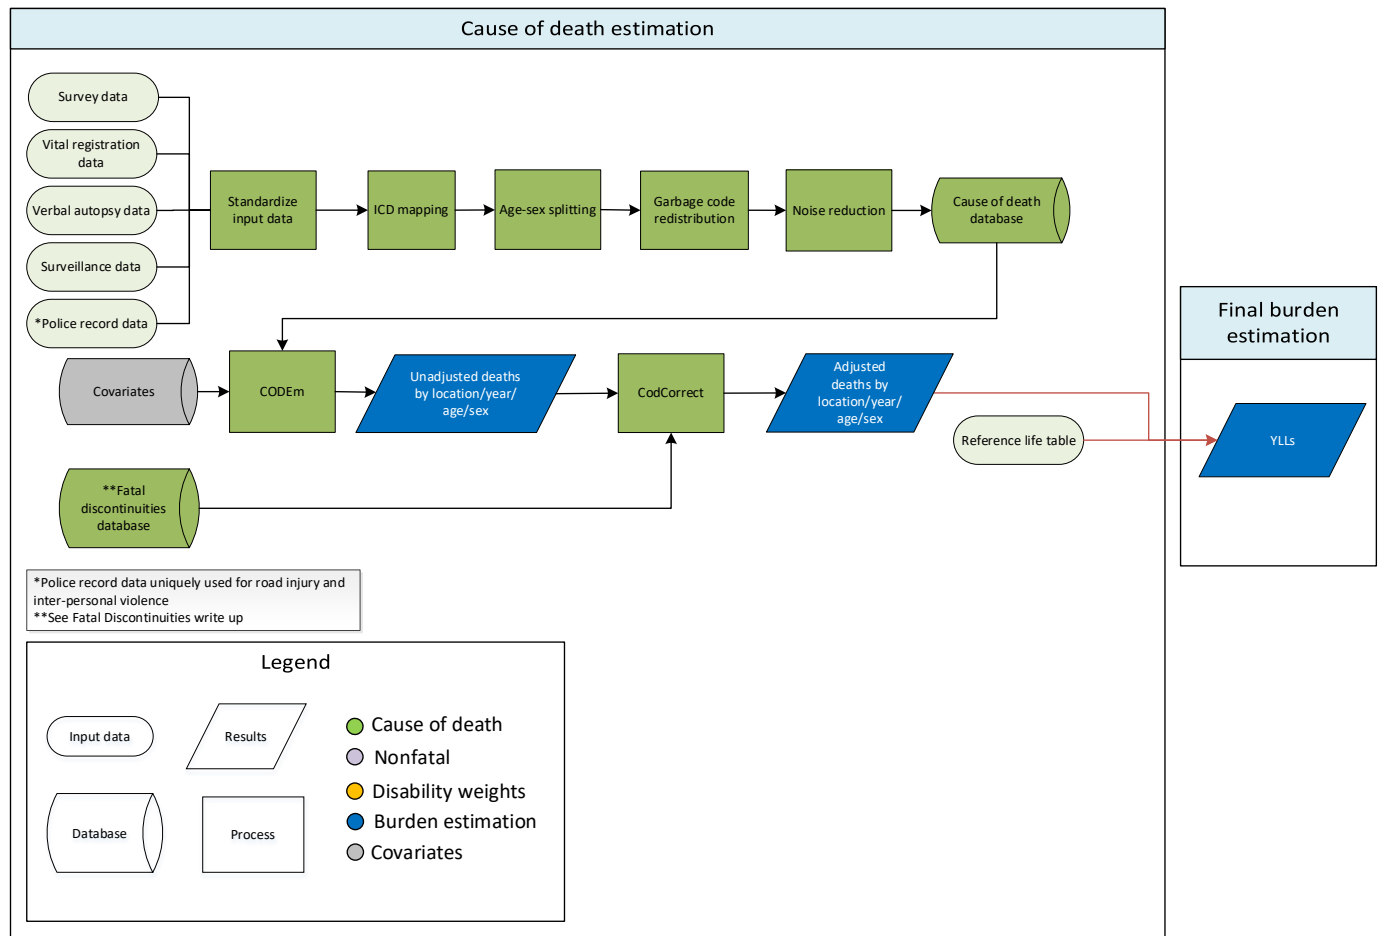 Cause of death estimation
Survey data
Vital registration
data
Verbal autopsy data
Surveillance data
*Police record data
Standardize
input data
ICD mapping
Age-sex splitting
Garbage code
redistribution
Noise reduction
Cause of death
database
Covariates
CODEm
Unadjusted deaths
by location/year/
age/sex
CodCorrect
Adjusted
deaths by
location/year/
age/sex
Reference life table
Final burden
estimation
YLLs
**Fatal
discontinuities
database
*Police record data uniquely used for road injury and
inter-personal violence
**See Fatal Discontinuities write up
Legend
Input data
Results
Database
Process
Cause of death
Nonfatal
Disability weights
Burden estimation
Covariates